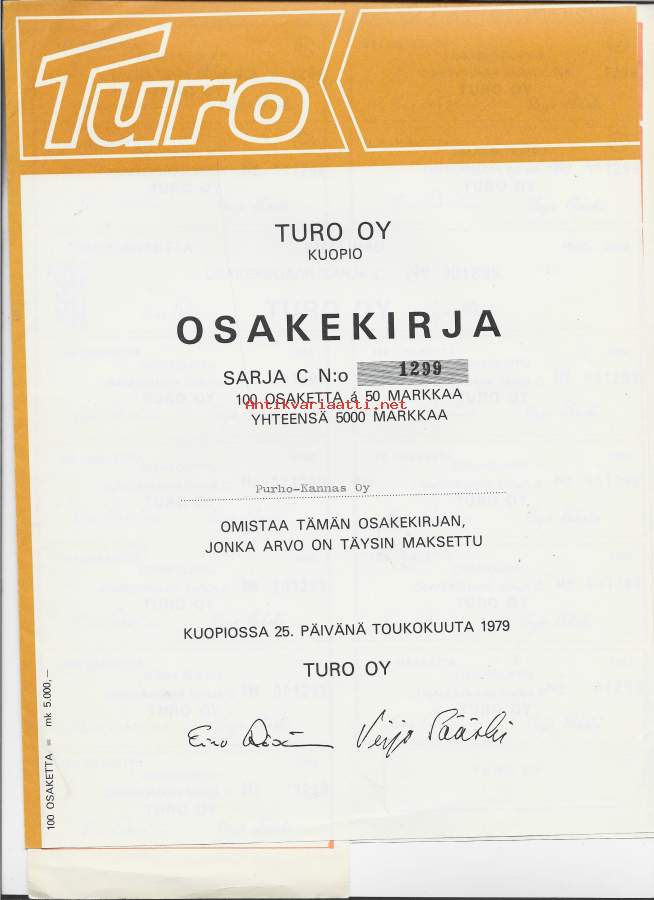 Turo
TURO OY
KUOPIO
OSAKEKIRJA
SARJA C N:o 1299
100 OSAKETTA á 50 MARKKAA
Antikvariaatti.net
YHTEENSÄ 5000 MARKKAA
Purho-Kannas Oy
OMISTAA TÄMÄN OSAKEKIRJAN,
JONKA ARVO ON TÄYSIN MAKSETTU
KUOPIOSSA 25. PÄIVÄNÄ TOUKOKUUTA 1979
TURO OY
Eino
Veijo
100 OSAKETTA = mk 5.000,—